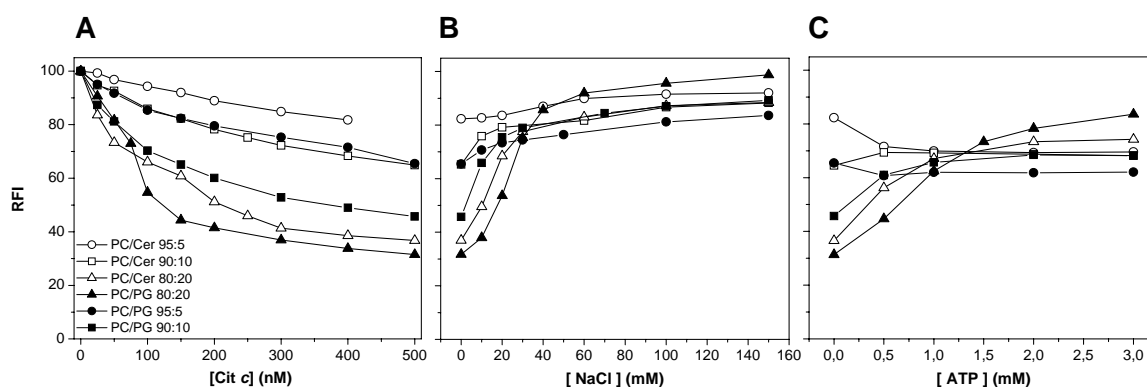 A
B
C
RFI
100
80
60
40
20
0
PC/Cer 95:5
PC/Cer 90:10
PC/Cer 80:20
PC/PG 80:20
PC/PG 95:5
PC/PG 90:10
0 100 200 300 400 500
[Cit c] (nM)
0 20 40 60 80 100 120 140 160
[ NaCl ] (mM)
0,0 0,5 1,0 1,5 2,0 2,5 3,0
[ ATP ] (mM)